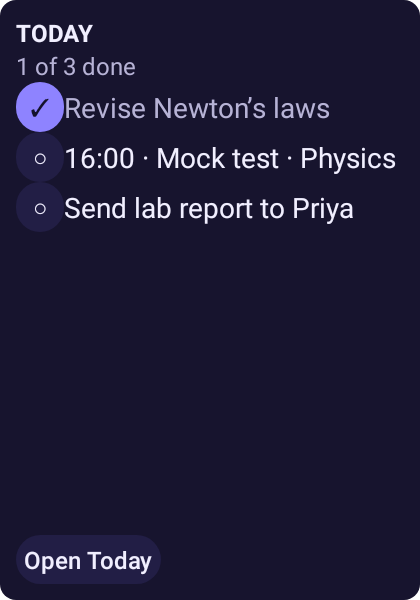 TODAY
1 of 3 done
✓ Revise Newton’s laws
○ 16:00 · Mock test · Physics
○ Send lab report to Priya
Open Today